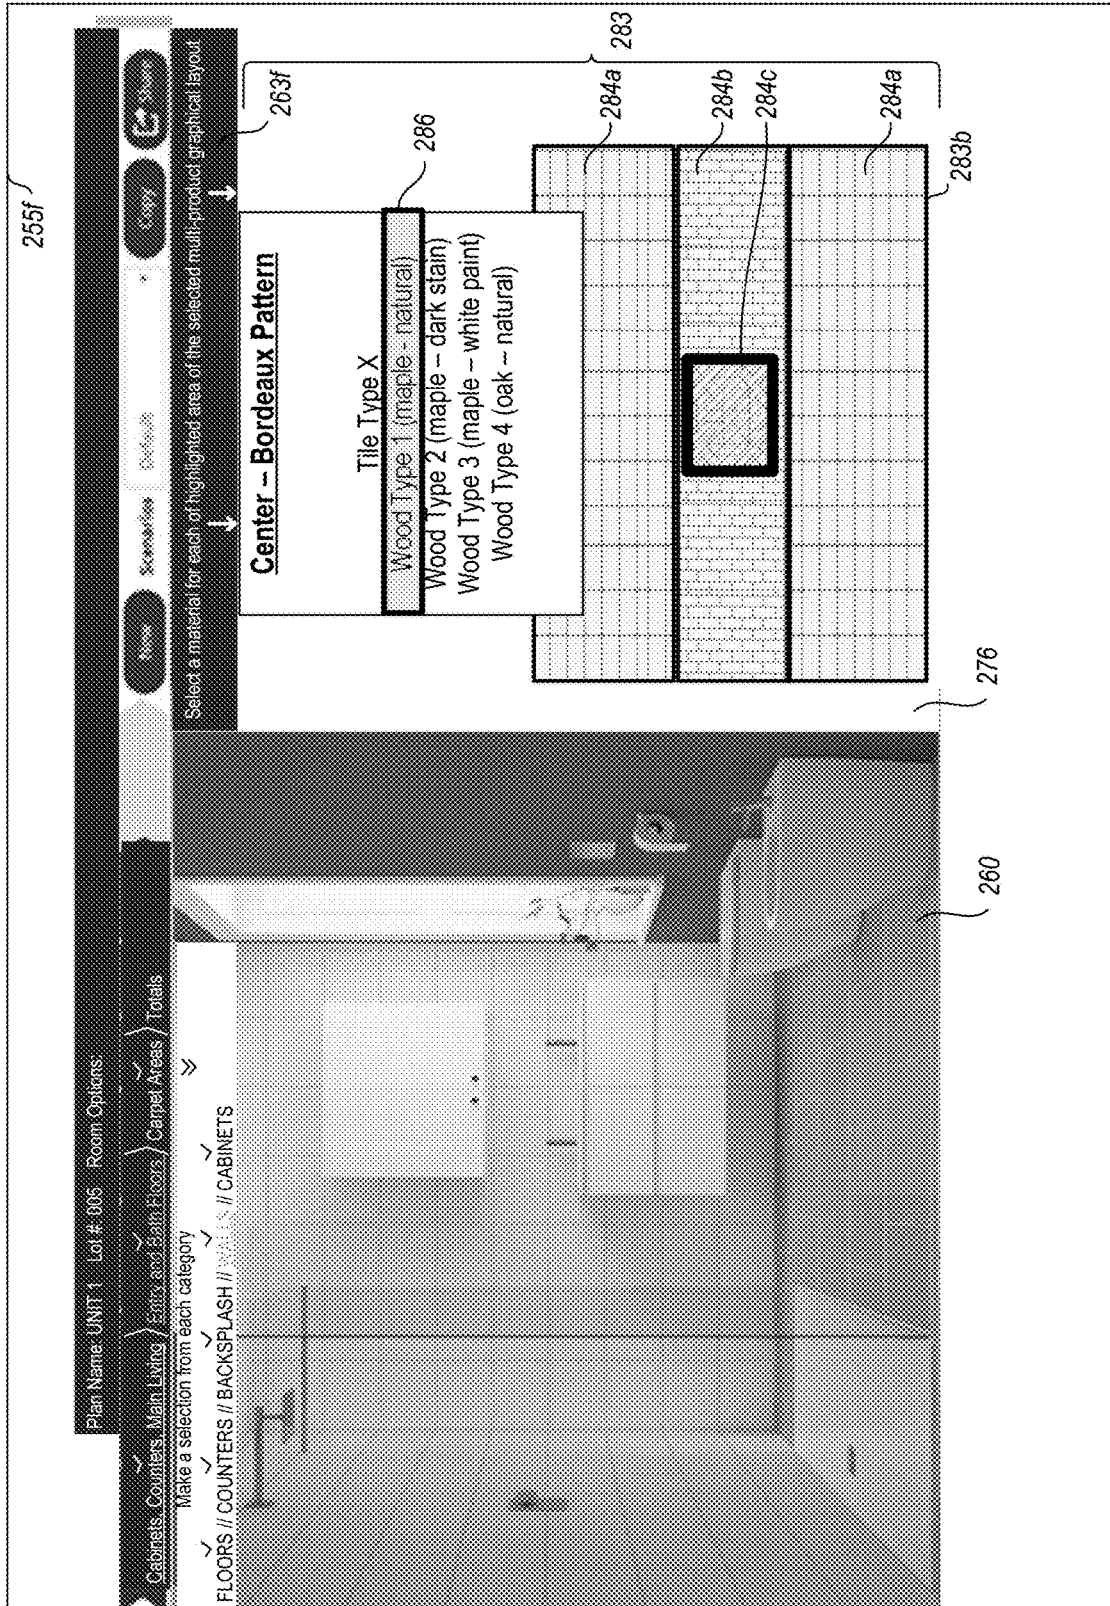 255f
Plan Name: UNIT 1 Lot #: 005 Room Options:
Cabinets, Counters, Main Living Entry and Bath Floors Carpet Areas Totals
Scenarios Default Copy Share
Make a selection from each category
FLOORS // COUNTERS // BACKSPLASH // WALLS // CABINETS
Select a material for each of highlighted area of the selected multi-product graphical layout
263f
Center – Bordeaux Pattern
286
Tile Type X
Wood Type 1 (maple - natural)
Wood Type 2 (maple – dark stain)
Wood Type 3 (maple – white paint)
Wood Type 4 (oak – natural)
283
284a
284b
284c
284a
283b
276
260